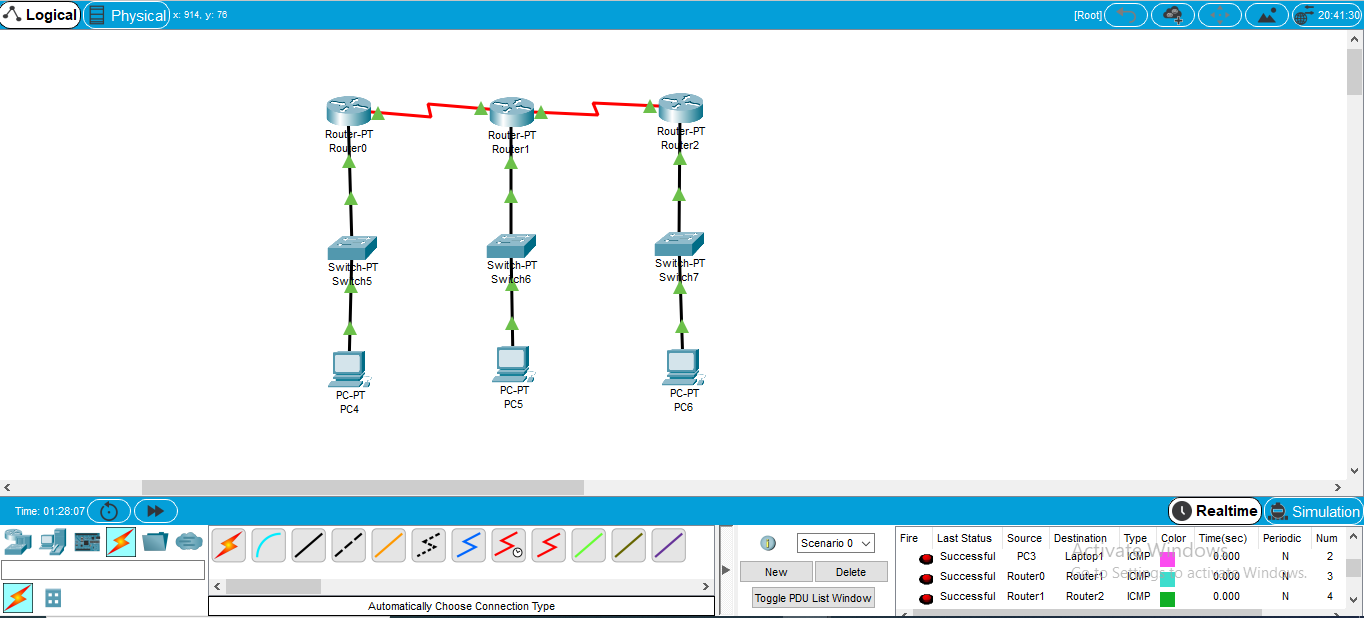 Logical Physical x: 914, y: 76 [Root] 20:41:30
Router-PT
Router0
Router-PT
Router1
Router-PT
Router2
Switch-PT
Switch5
Switch-PT
Switch6
Switch-PT
Switch7
PC-PT
PC4
PC-PT
PC5
PC-PT
PC6
Time: 01:28:07 Realtime Simulation
Scenario 0
New Delete
Toggle PDU List Window
Automatically Choose Connection Type
Fire Last Status Source Destination Type Color Time(sec) Periodic Num
Successful PC3 Laptop1 ICMP 0.000 N 2
Successful Router0 Router1 ICMP 0.000 N 3
Successful Router1 Router2 ICMP 0.000 N 4
Activate Windows
Go to Settings to activate Windows.